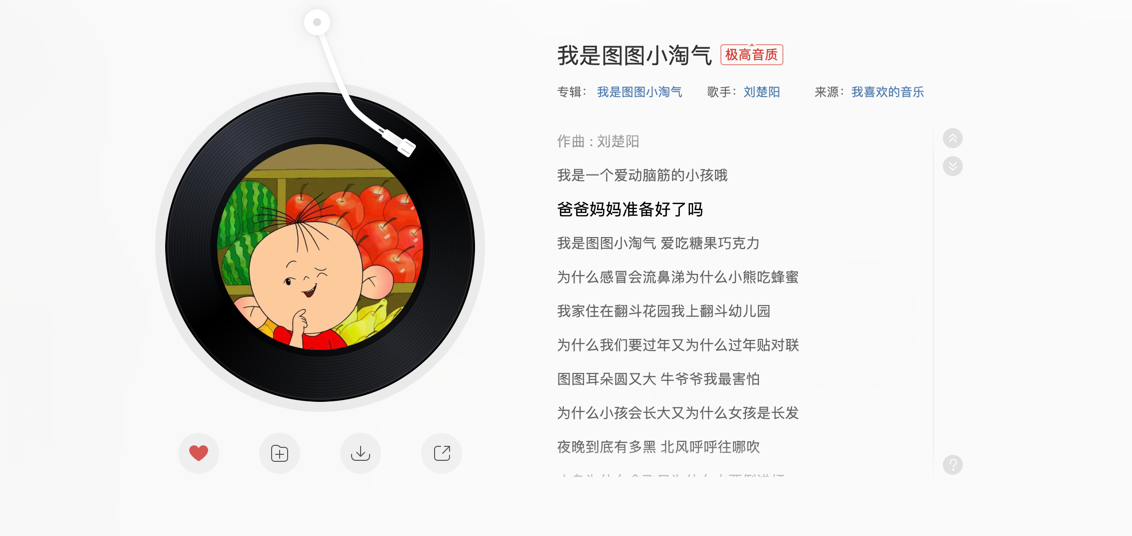 我是图图小淘气 极高音质
专辑： 我是图图小淘气 歌手： 刘楚阳 来源： 我喜欢的音乐
作曲 : 刘楚阳
我是一个爱动脑筋的小孩哦
爸爸妈妈准备好了吗
我是图图小淘气 爱吃糖果巧克力
为什么感冒会流鼻涕为什么小熊吃蜂蜜
我家住在翻斗花园我上翻斗幼儿园
为什么我们要过年又为什么过年贴对联
图图耳朵圆又大 牛爷爷我最害怕
为什么小孩会长大又为什么女孩是长发
夜晚到底有多黑 北风呼呼往哪吹